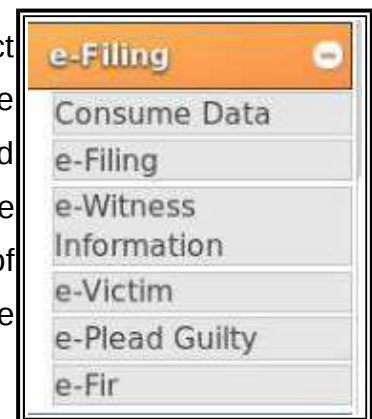 e-Filing
Consume Data
e-Filing
e-Witness
Information
e-Victim
e-Plead Guilty
e-Fir